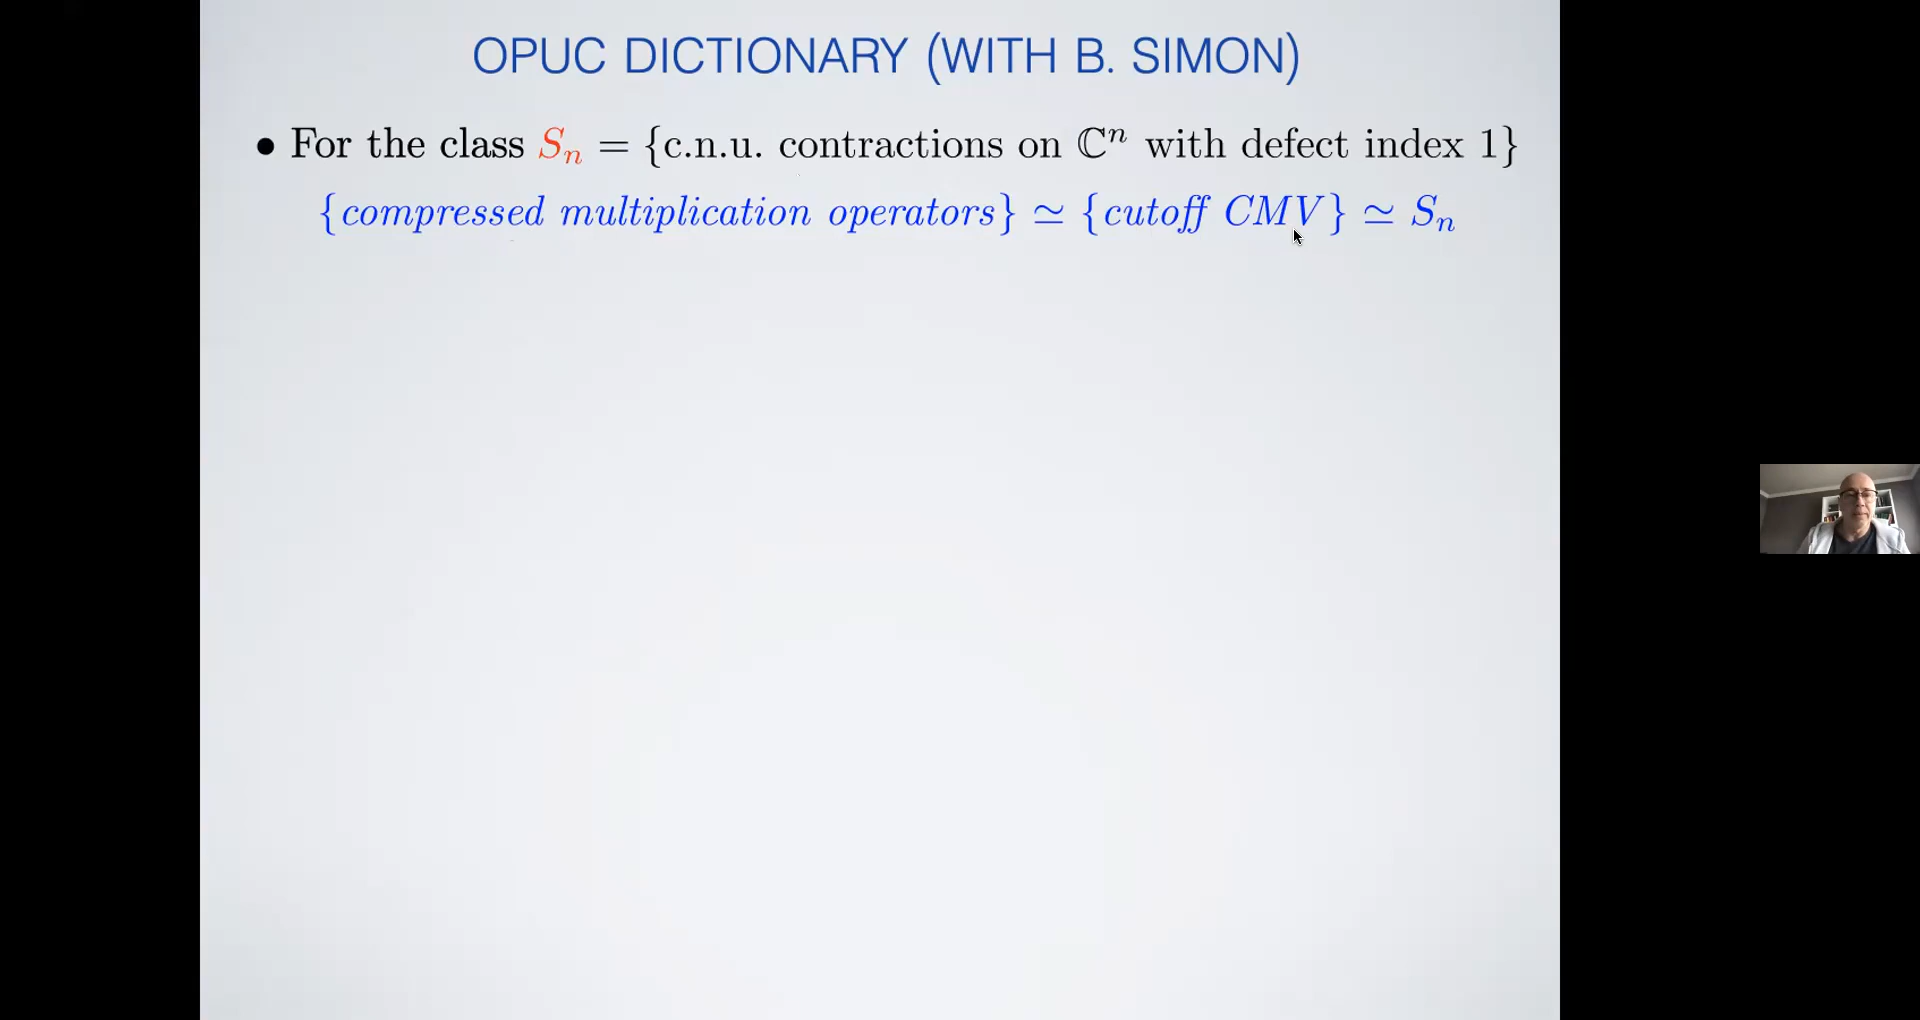 OPUC DICTIONARY (WITH B. SIMON)
• For the class Sₙ = {c.n.u. contractions on ℂⁿ with defect index 1}
{compressed multiplication operators} ≃ {cutoff CMV} ≃ Sₙ